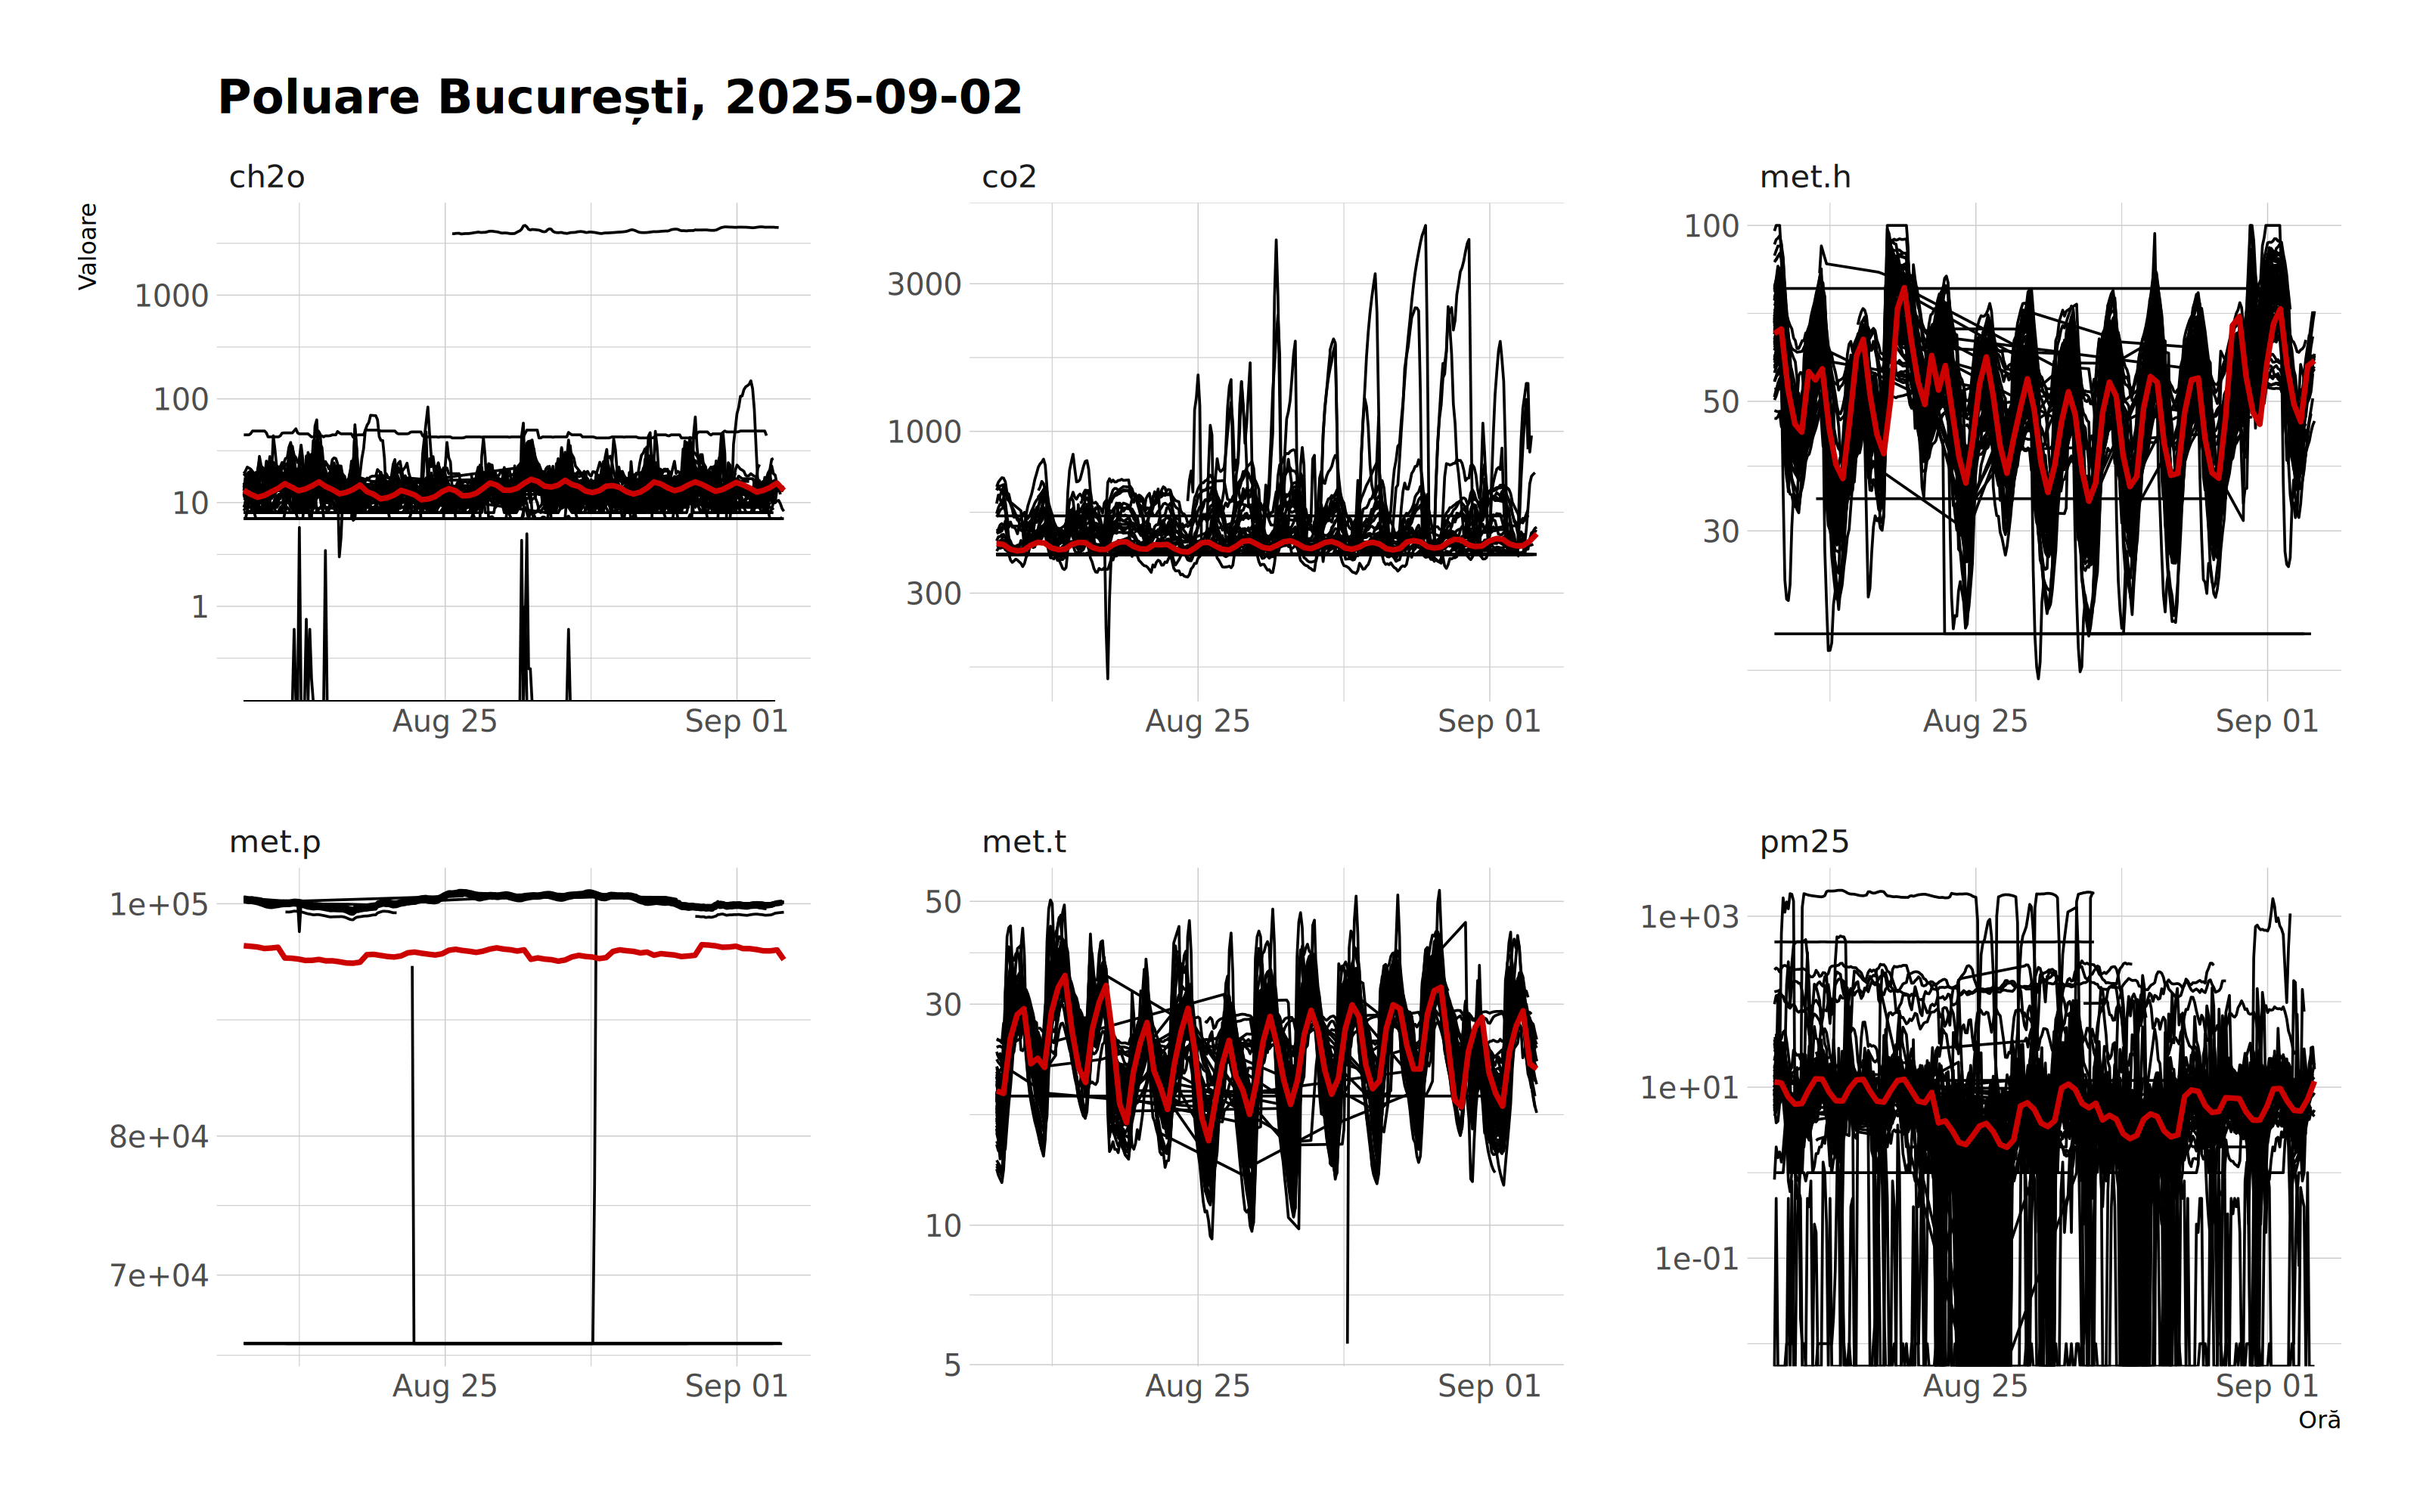 Poluare București, 2025-09-02
ch2o
co2
met.h
Valoare
1000
100
10
1
Aug 25
Sep 01
3000
1000
300
Aug 25
Sep 01
100
50
30
Aug 25
Sep 01
met.p
met.t
pm25
1e+05
8e+04
7e+04
Aug 25
Sep 01
50
30
10
5
Aug 25
Sep 01
1e+03
1e+01
1e-01
Aug 25
Sep 01
Oră